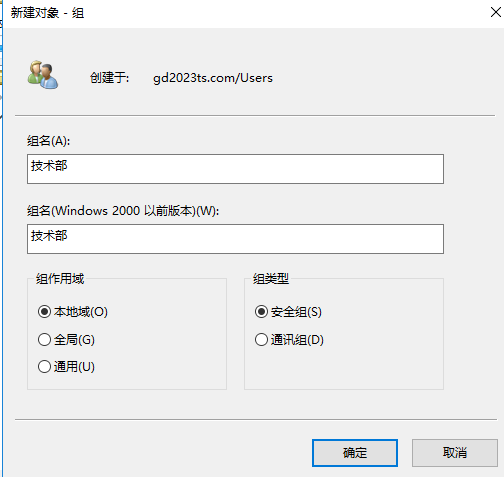 新建对象 - 组
创建于: gd2023ts.com/Users
组名(A):
技术部
组名(Windows 2000 以前版本)(W):
技术部
组作用域 组类型
本地域(O) 安全组(S)
全局(G) 通讯组(D)
通用(U)
确定 取消